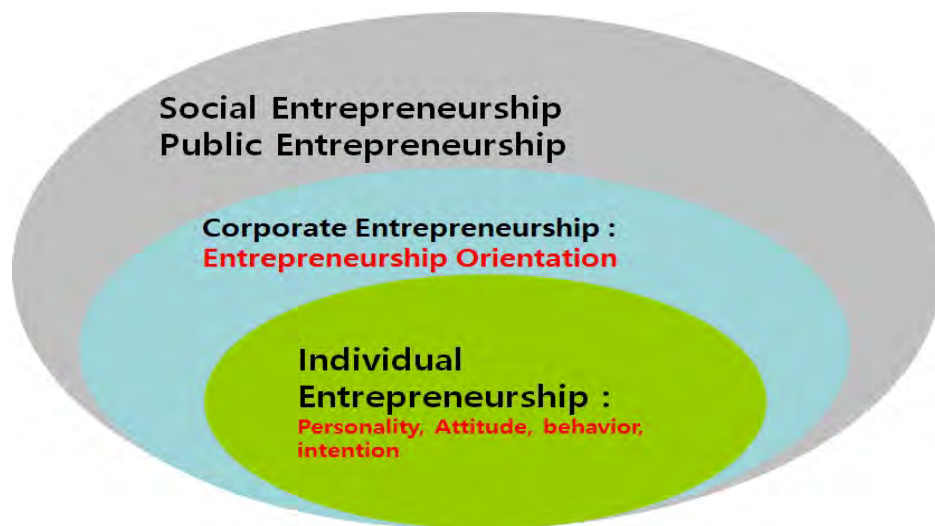 Social Entrepreneurship
Public Entrepreneurship
Corporate Entrepreneurship :
Entrepreneurship Orientation
Individual
Entrepreneurship :
Personality, Attitude, behavior,
intention